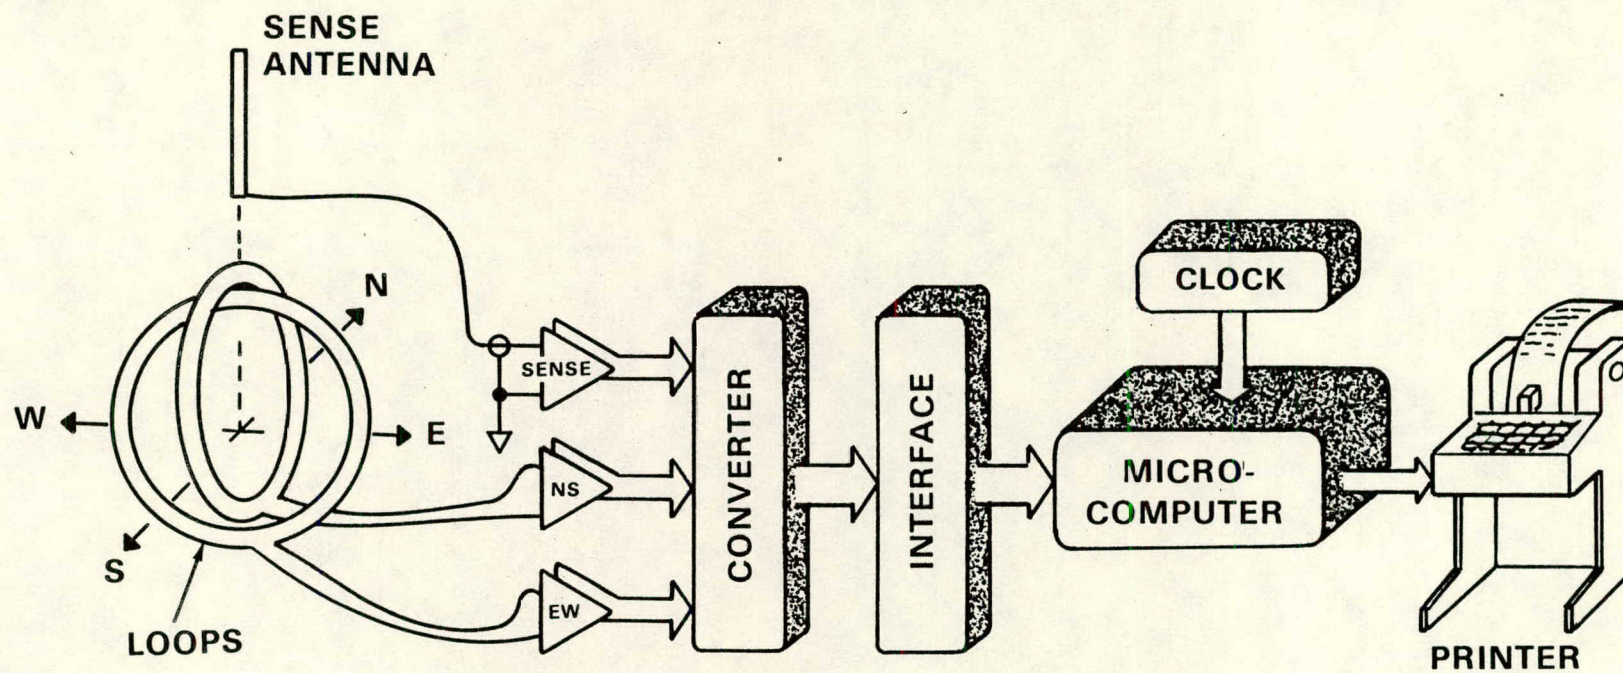 SENSE
ANTENNA
N
W
E
S
LOOPS
SENSE
NS
EW
CONVERTER
INTERFACE
CLOCK
MICRO-
COMPUTER
PRINTER